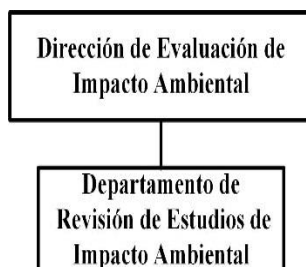 Dirección de Evaluación de
Impacto Ambiental
Departamento de
Revisión de Estudios de
Impacto Ambiental